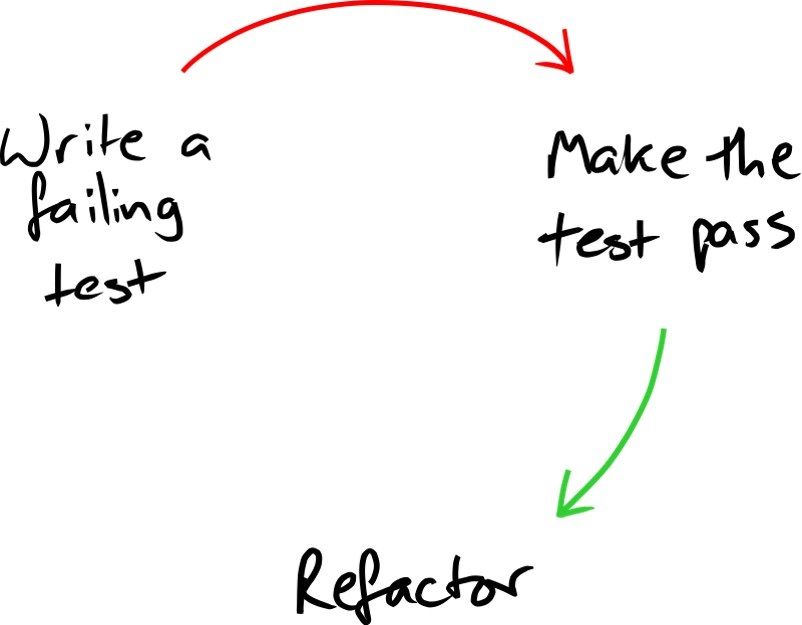 Write a
failing
test
Make the
test pass
Refactor